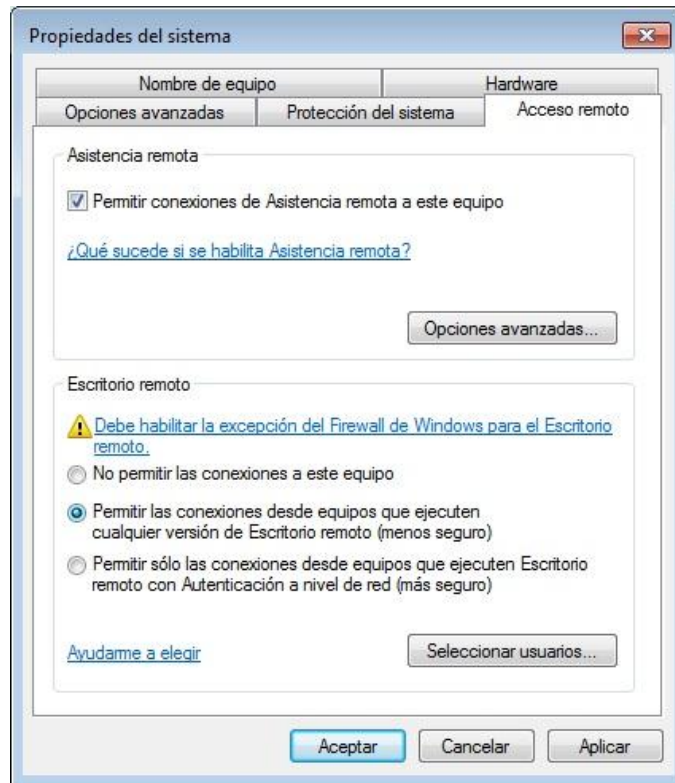 Propiedades del sistema
Nombre de equipo
Hardware
Opciones avanzadas
Protección del sistema
Acceso remoto
Asistencia remota
Permitir conexiones de Asistencia remota a este equipo
¿Qué sucede si se habilita Asistencia remota?
Opciones avanzadas...
Escritorio remoto
Debe habilitar la excepción del Firewall de Windows para el Escritorio
remoto.
No permitir las conexiones a este equipo
Permitir las conexiones desde equipos que ejecuten
cualquier versión de Escritorio remoto (menos seguro)
Permitir sólo las conexiones desde equipos que ejecuten Escritorio
remoto con Autenticación a nivel de red (más seguro)
Ayudarme a elegir
Seleccionar usuarios...
Aceptar
Cancelar
Aplicar